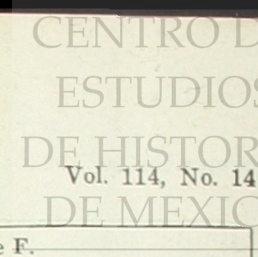 CENTRO D
ESTUDIOS
DE HISTOR
Vol. 114, No. 14
DE MEXIC
e F.